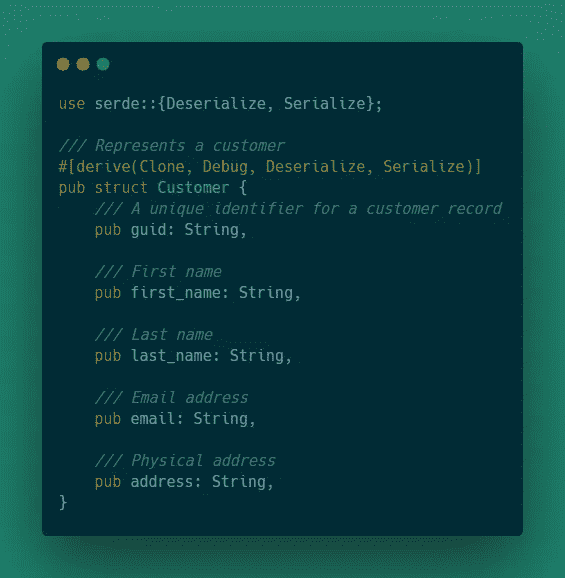 use serde::{Deserialize, Serialize};
/// Represents a customer
#[derive(Clone, Debug, Deserialize, Serialize)]
pub struct Customer {
/// A unique identifier for a customer record
pub guid: String,
/// First name
pub first_name: String,
/// Last name
pub last_name: String,
/// Email address
pub email: String,
/// Physical address
pub address: String,
}